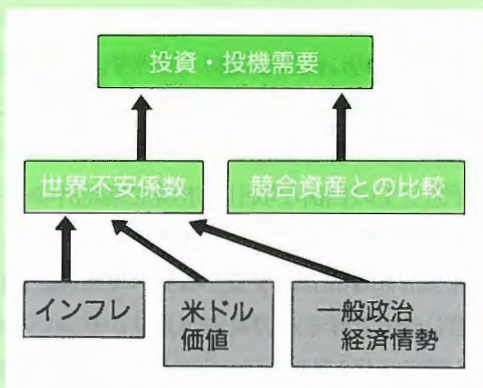 投資・投機需要
世界不安係数
競合資産との比較
インフレ
米ドル
価値
一般政治
経済情勢